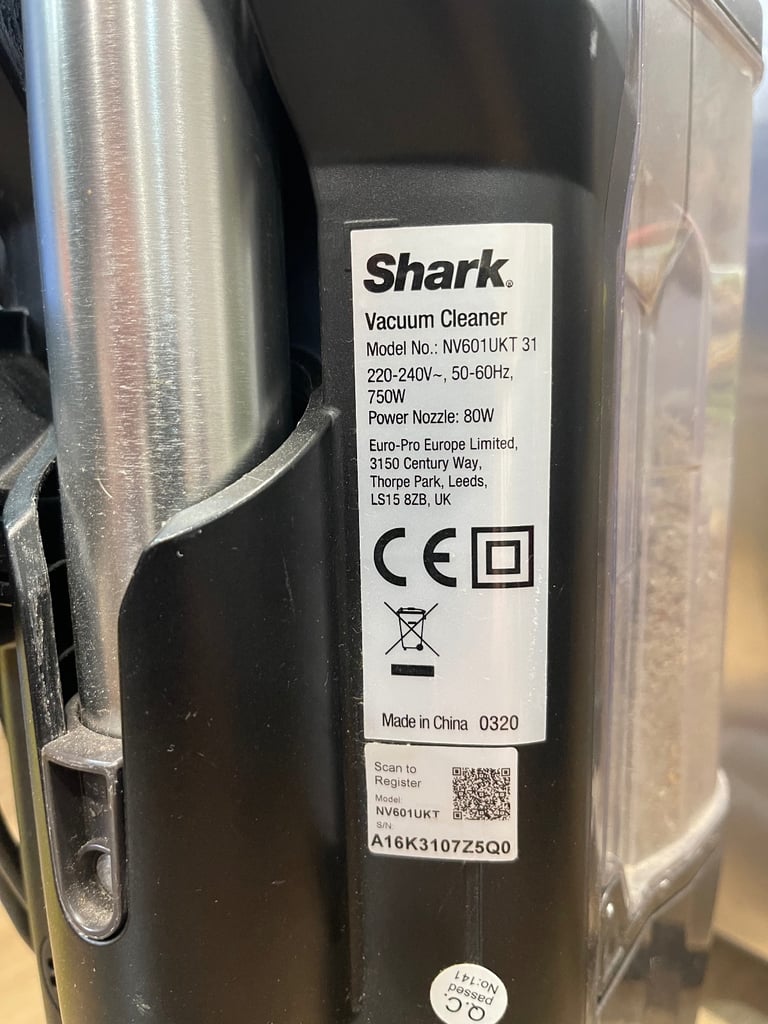 Shark®
Vacuum Cleaner
Model No.: NV601UKT 31
220-240V~, 50-60Hz,
750W
Power Nozzle: 80W
Euro-Pro Europe Limited,
3150 Century Way,
Thorpe Park, Leeds,
LS15 8ZB, UK
CE
Made in China 0320
Scan to
Register
Model:
NV601UKT
S/N:
A16K3107Z5Q0
Q.C.
passed
No:141